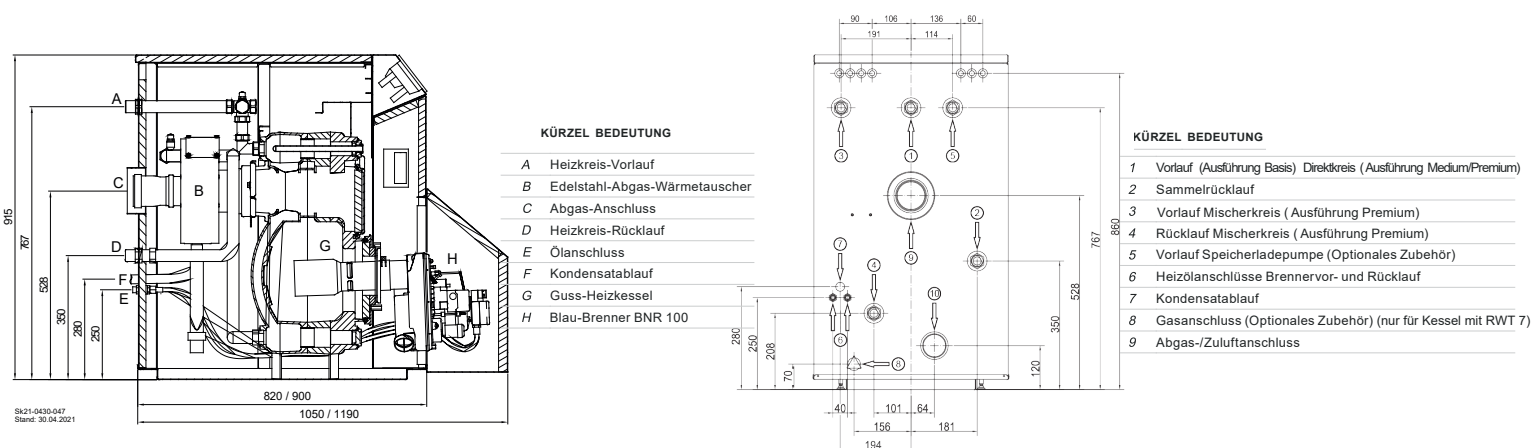 A
B
C
D
F
E
G
H
915
767
528
350
280
250
820 / 900
1050 / 1190
Sk21-0430-047
Stand: 30.04.2021
KÜRZEL BEDEUTUNG
A Heizkreis-Vorlauf
B Edelstahl-Abgas-Wärmetauscher
C Abgas-Anschluss
D Heizkreis-Rücklauf
E Ölanschluss
F Kondensatablauf
G Guss-Heizkessel
H Blau-Brenner BNR 100
90 106 136 60
191 114
3 1 5
2
7
9
4
10
6
8
280
250
208
70
860
767
528
350
120
40 101 64
156 181
194
KÜRZEL BEDEUTUNG
1 Vorlauf (Ausführung Basis) Direktkreis (Ausführung Medium/Premium)
2 Sammelrücklauf
3 Vorlauf Mischerkreis (Ausführung Premium)
4 Rücklauf Mischerkreis (Ausführung Premium)
5 Vorlauf Speicherladepumpe (Optionales Zubehör)
6 Heizölanschlüsse Brennervor- und Rücklauf
7 Kondensatablauf
8 Gasanschluss (Optionales Zubehör) (nur für Kessel mit RWT 7)
9 Abgas-/Zuluftanschluss